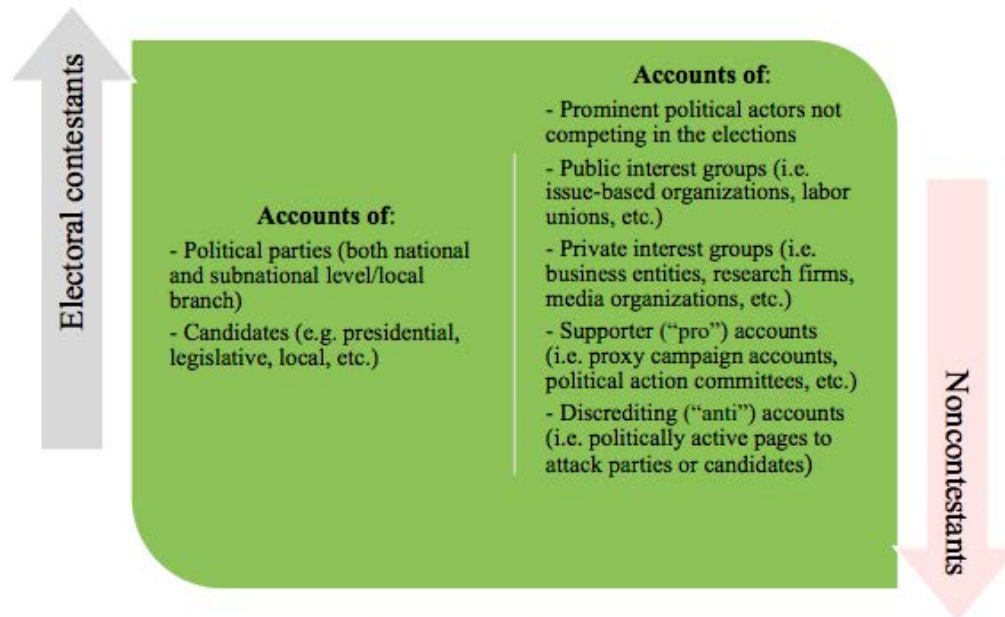 Electoral contestants
Accounts of:
- Political parties (both national
and subnational level/local
branch)
- Candidates (e.g. presidential,
legislative, local, etc.)
Accounts of:
- Prominent political actors not
competing in the elections
- Public interest groups (i.e.
issue-based organizations, labor
unions, etc.)
- Private interest groups (i.e.
business entities, research firms,
media organizations, etc.)
- Supporter (“pro”) accounts
(i.e. proxy campaign accounts,
political action committees, etc.)
- Discrediting (“anti”) accounts
(i.e. politically active pages to
attack parties or candidates)
Noncontestants